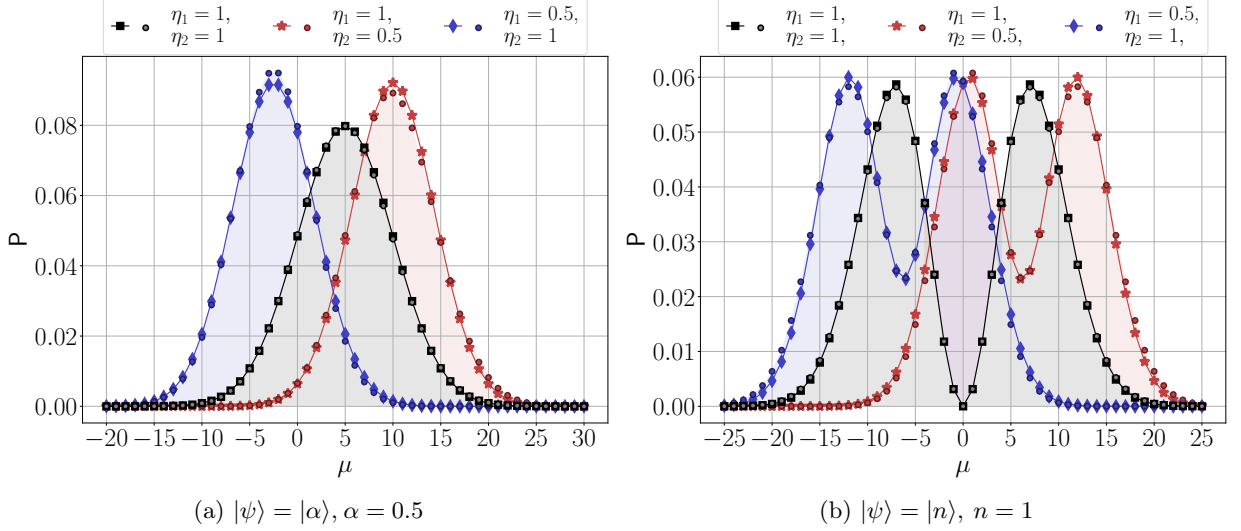 η₁ = 1, η₁ = 1, η₁ = 0.5,
η₂ = 1 η₂ = 0.5 η₂ = 1
P
0.08
0.06
0.04
0.02
0.00
−20 −15 −10 −5 0 5 10 15 20 25 30
μ
(a) |ψ⟩ = |α⟩, α = 0.5
η₁ = 1, η₁ = 1, η₁ = 0.5,
η₂ = 1, η₂ = 0.5, η₂ = 1,
P
0.06
0.05
0.04
0.03
0.02
0.01
0.00
−25 −20 −15 −10 −5 0 5 10 15 20 25
μ
(b) |ψ⟩ = |n⟩, n = 1